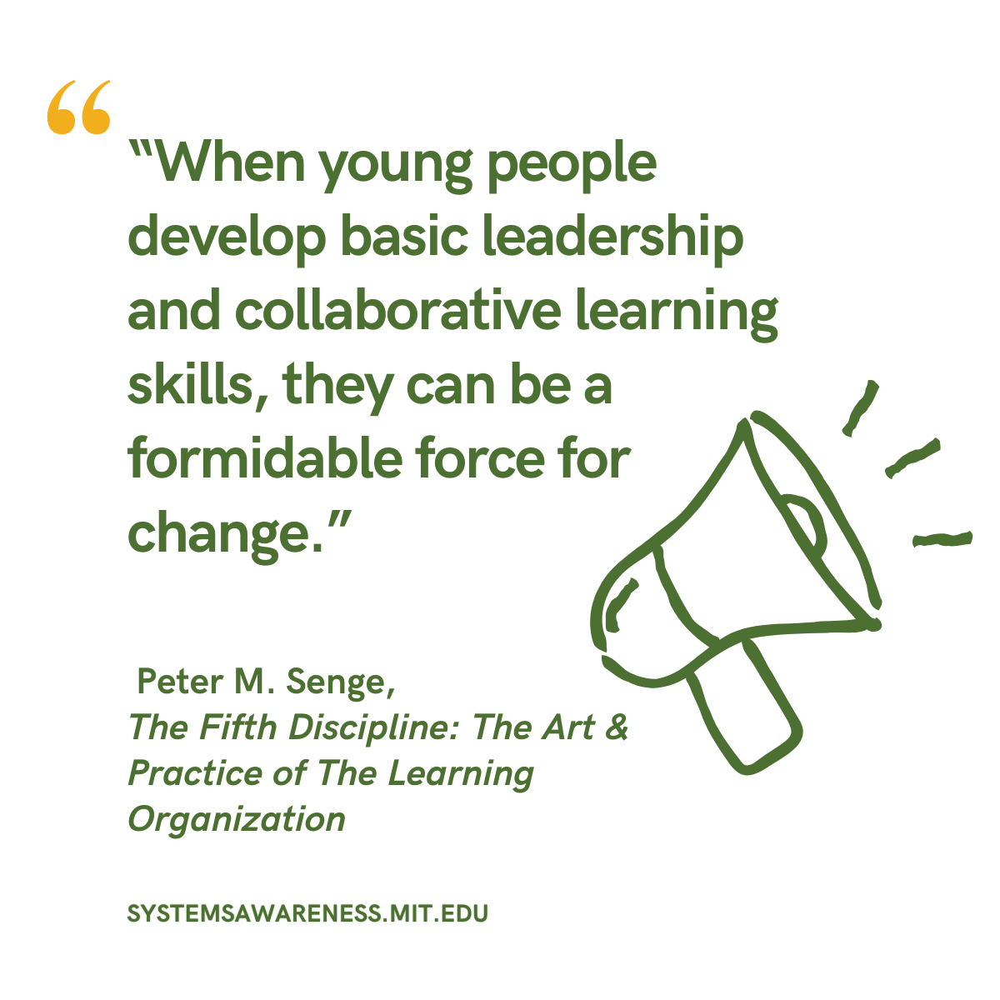 “
“When young people
develop basic leadership
and collaborative learning
skills, they can be a
formidable force for
change.”
Peter M. Senge,
The Fifth Discipline: The Art &
Practice of The Learning
Organization
SYSTEMSAWARENESS.MIT.EDU